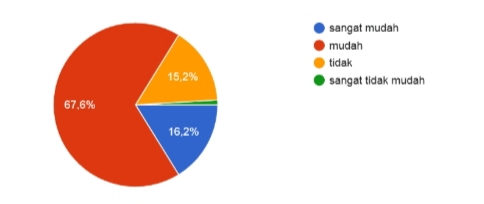 sangat mudah
mudah
tidak
sangat tidak mudah
15,2%
67,6%
16,2%